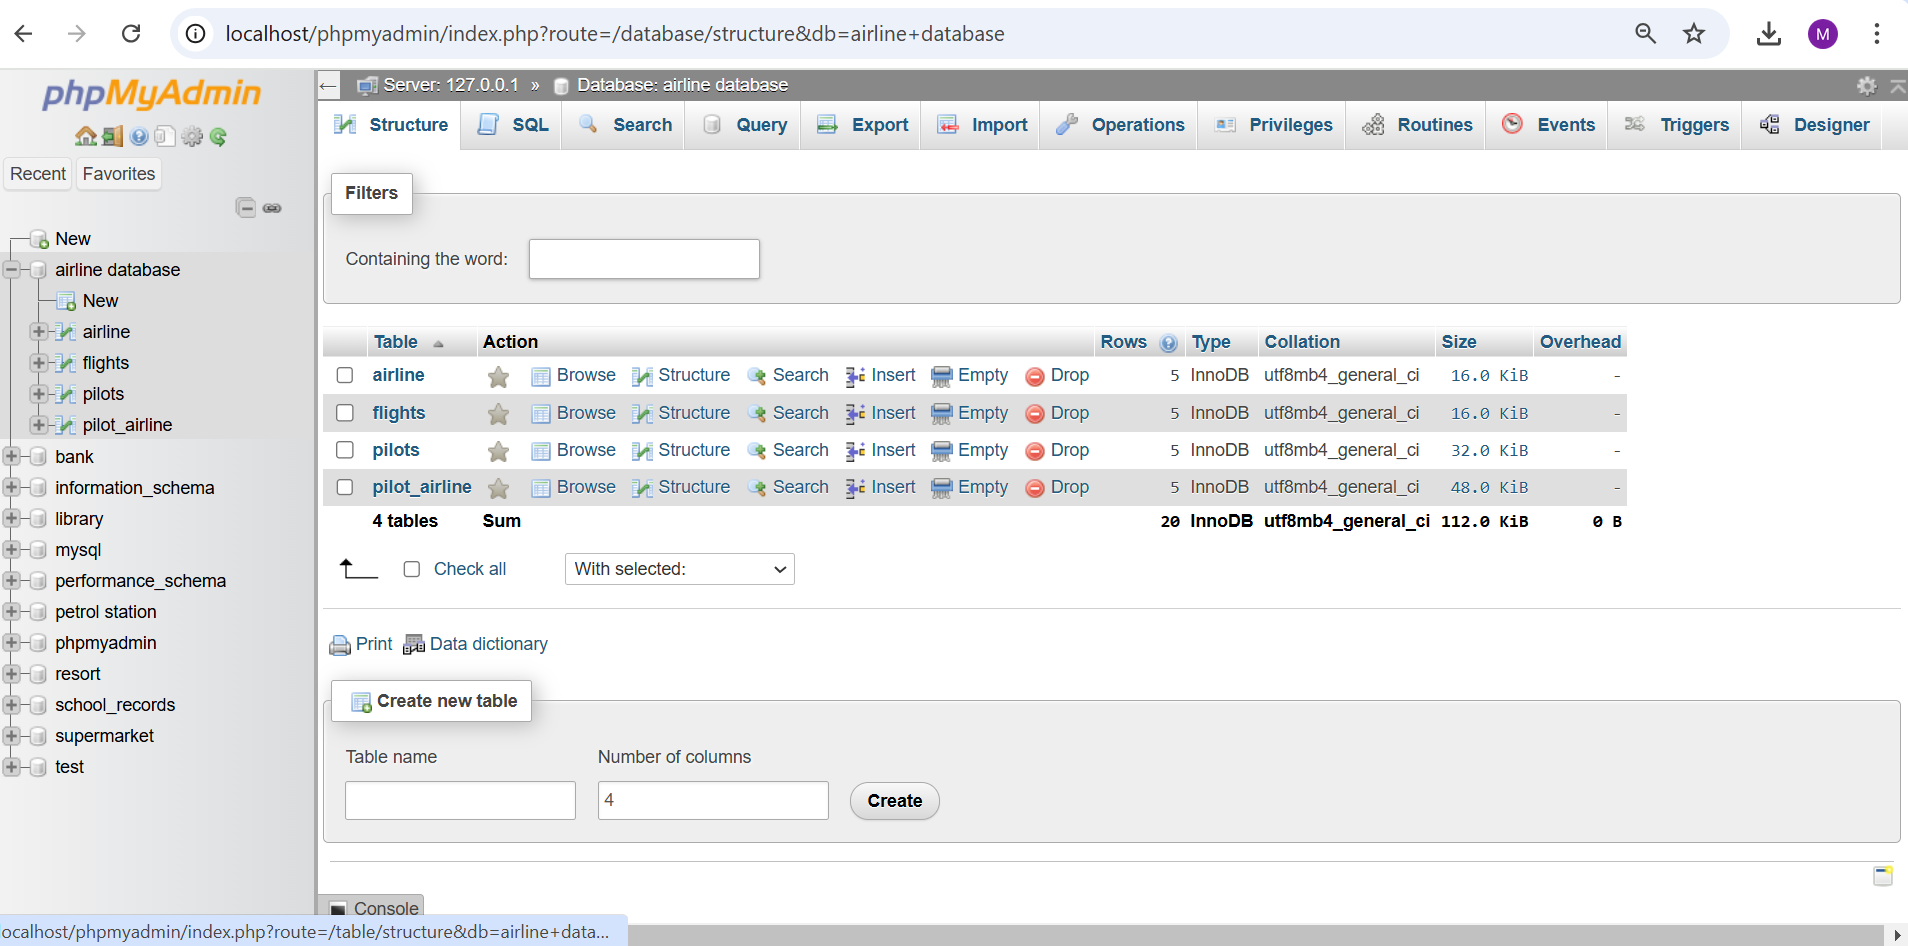 localhost/phpmyadmin/index.php?route=/database/structure&db=airline+database
M
phpMyAdmin
Recent Favorites
New
airline database
New
airline
flights
pilots
pilot_airline
bank
information_schema
library
mysql
performance_schema
petrol station
phpmyadmin
resort
school_records
supermarket
test
Server: 127.0.0.1 » Database: airline database
Structure SQL Search Query Export Import Operations Privileges Routines Events Triggers Designer
Filters
Containing the word:
Table Action Rows Type Collation Size Overhead
airline Browse Structure Search Insert Empty Drop 5 InnoDB utf8mb4_general_ci 16.0 KiB -
flights Browse Structure Search Insert Empty Drop 5 InnoDB utf8mb4_general_ci 16.0 KiB -
pilots Browse Structure Search Insert Empty Drop 5 InnoDB utf8mb4_general_ci 32.0 KiB -
pilot_airline Browse Structure Search Insert Empty Drop 5 InnoDB utf8mb4_general_ci 48.0 KiB -
4 tables Sum 20 InnoDB utf8mb4_general_ci 112.0 KiB 0 B
Check all With selected:
Print Data dictionary
Create new table
Table name Number of columns
4 Create
Console
ocalhost/phpmyadmin/index.php?route=/table/structure&db=airline+data...